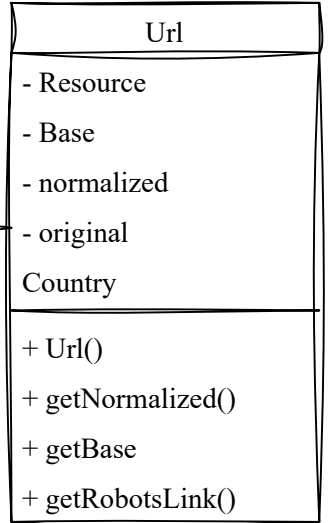 Url
- Resource
- Base
- normalized
- original
Country
+ Url()
+ getNormalized()
+ getBase
+ getRobotsLink()